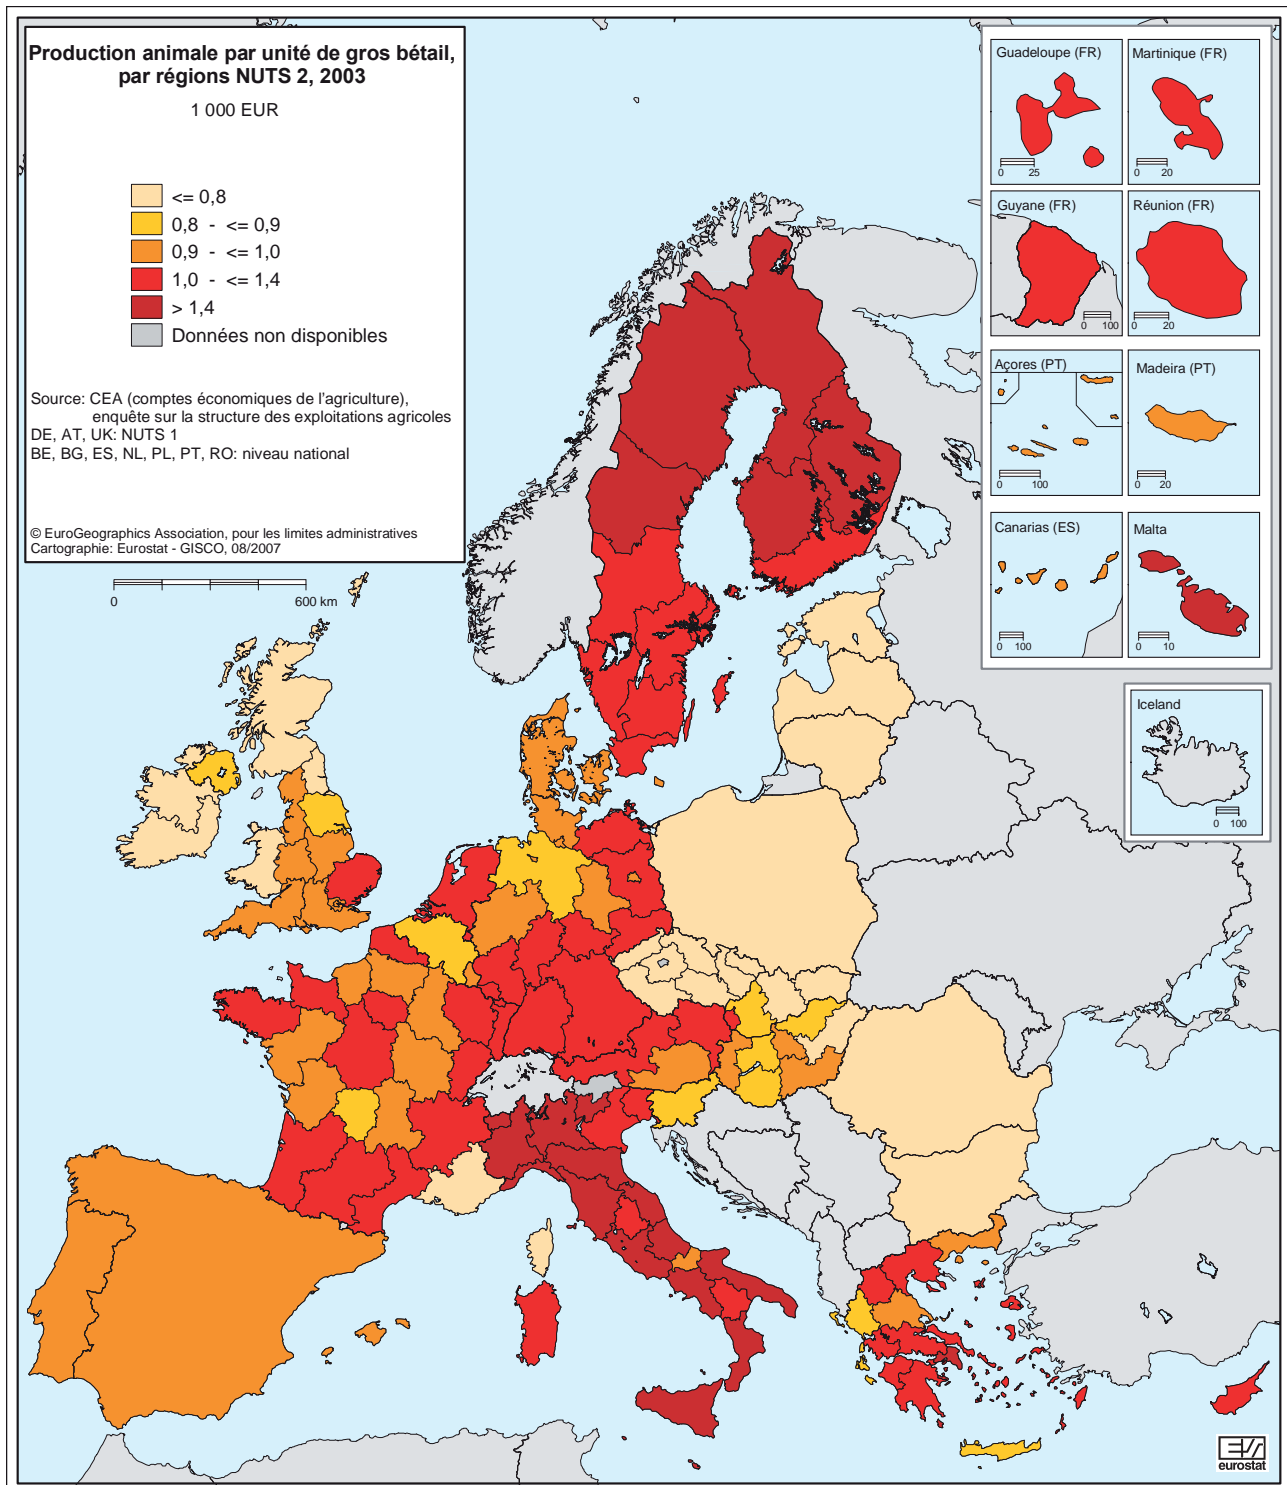 Production animale par unité de gros bétail,
par régions NUTS 2, 2003
1 000 EUR
<= 0,8
0,8 - <= 0,9
0,9 - <= 1,0
1,0 - <= 1,4
> 1,4
Données non disponibles
Source: CEA (comptes économiques de l'agriculture),
enquête sur la structure des exploitations agricoles
DE, AT, UK: NUTS 1
BE, BG, ES, NL, PL, PT, RO: niveau national
© EuroGeographics Association, pour les limites administratives
Cartographie: Eurostat - GISCO, 08/2007
0 600 km
Guadeloupe (FR)
0 25
Martinique (FR)
0 20
Guyane (FR)
0 100
Réunion (FR)
0 20
Açores (PT)
0 100
Madeira (PT)
0 20
Canarias (ES)
0 100
Malta
0 10
Iceland
0 100
eurostat